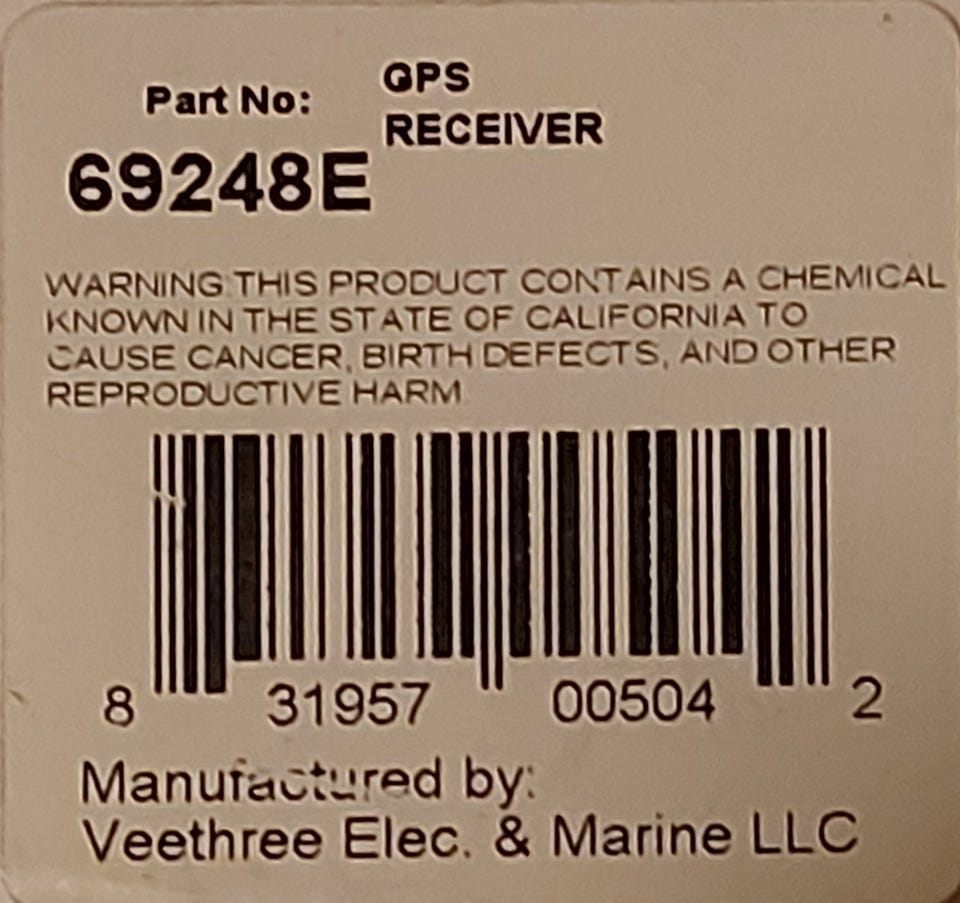 GPS
Part No:
RECEIVER
69248E
WARNING THIS PRODUCT CONTAINS A CHEMICAL
KNOWN IN THE STATE OF CALIFORNIA TO
CAUSE CANCER, BIRTH DEFECTS, AND OTHER
REPRODUCTIVE HARM
8 31957 00504 2
Manufactured by:
Veethree Elec. & Marine LLC